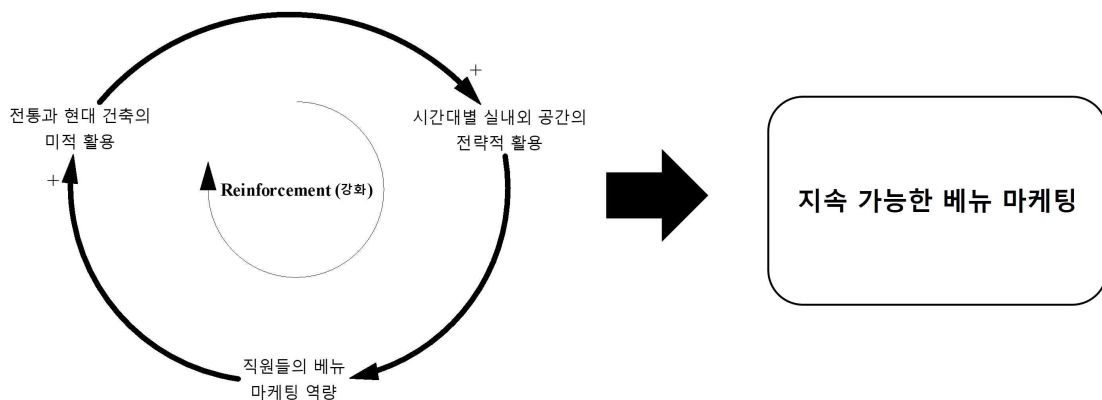 +
전통과 현대 건축의
미적 활용
시간대별 실내외 공간의
전략적 활용
+
Reinforcement (강화)
지속 가능한 베뉴 마케팅
직원들의 베뉴
마케팅 역량